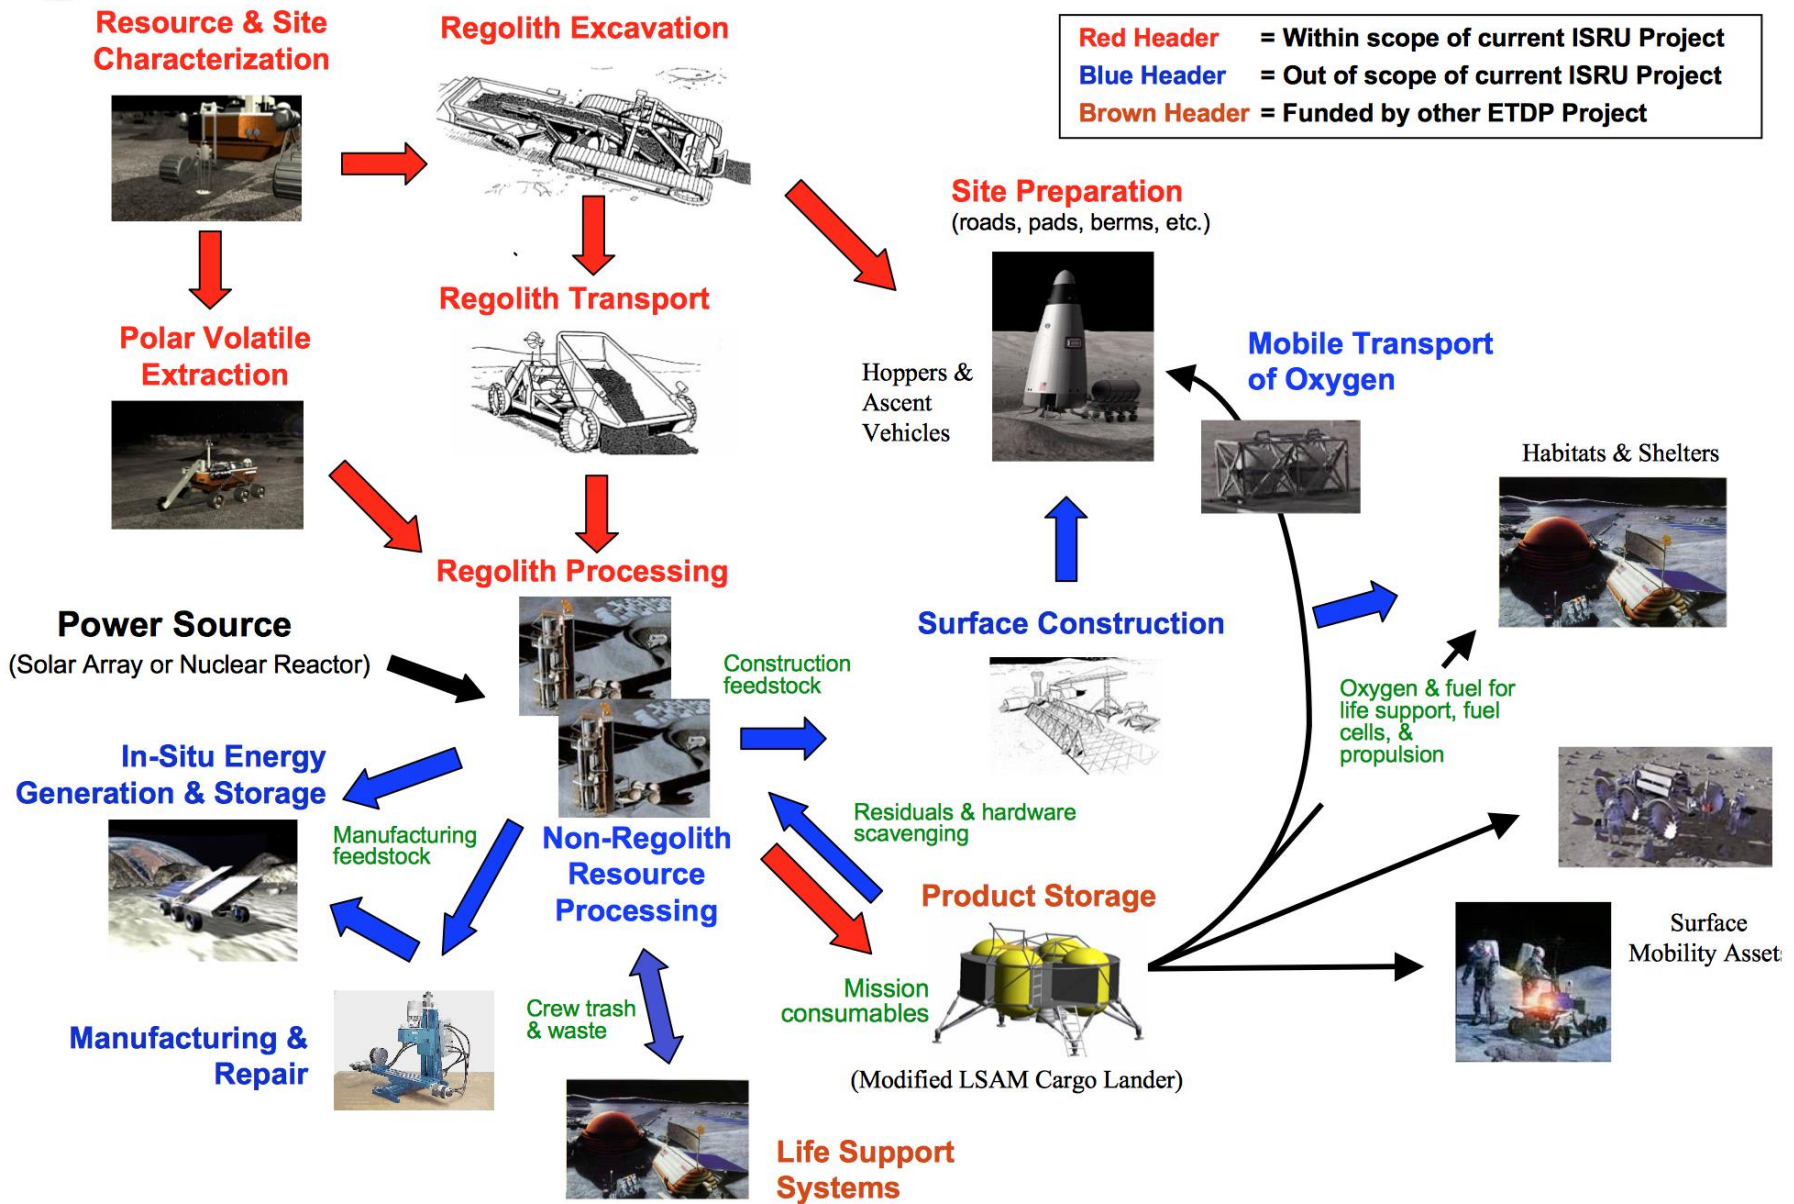 Resource & Site
Characterization
Regolith Excavation
Red Header = Within scope of current ISRU Project
Blue Header = Out of scope of current ISRU Project
Brown Header = Funded by other ETDP Project
Site Preparation
(roads, pads, berms, etc.)
Regolith Transport
Polar Volatile
Extraction
Hoppers &
Ascent
Vehicles
Mobile Transport
of Oxygen
Habitats & Shelters
Regolith Processing
Power Source
(Solar Array or Nuclear Reactor)
Construction
feedstock
Surface Construction
Oxygen & fuel for
life support, fuel
cells, &
propulsion
In-Situ Energy
Generation & Storage
Manufacturing
feedstock
Non-Regolith
Resource
Processing
Residuals & hardware
scavenging
Product Storage
Surface
Mobility Assets
Mission
consumables
(Modified LSAM Cargo Lander)
Manufacturing &
Repair
Crew trash
& waste
Life Support
Systems